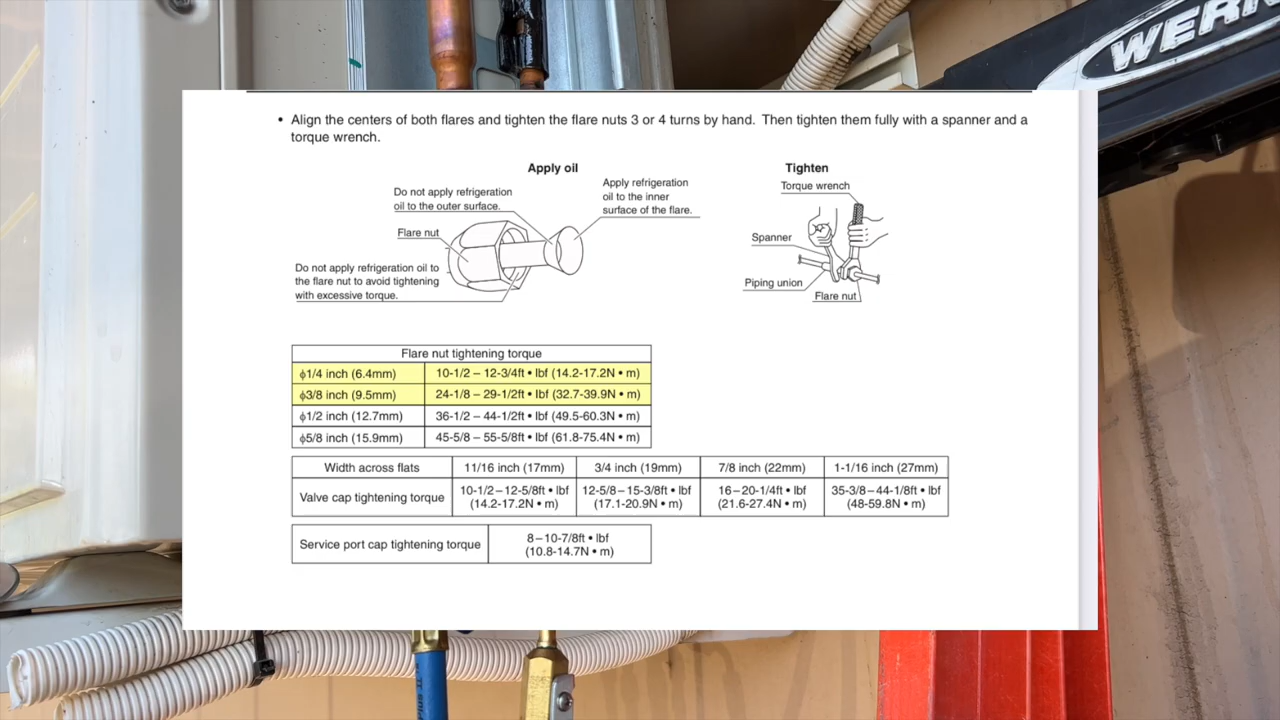 WERN
• Align the centers of both flares and tighten the flare nuts 3 or 4 turns by hand. Then tighten them fully with a spanner and a
torque wrench.
Apply oil
Do not apply refrigeration
oil to the outer surface.
Apply refrigeration
oil to the inner
surface of the flare.
Flare nut
Do not apply refrigeration oil to
the flare nut to avoid tightening
with excessive torque.
Tighten
Torque wrench
Spanner
Piping union
Flare nut
Flare nut tightening torque
ϕ1/4 inch (6.4mm) 10-1/2 – 12-3/4ft • lbf (14.2-17.2N • m)
ϕ3/8 inch (9.5mm) 24-1/8 – 29-1/2ft • lbf (32.7-39.9N • m)
ϕ1/2 inch (12.7mm) 36-1/2 – 44-1/2ft • lbf (49.5-60.3N • m)
ϕ5/8 inch (15.9mm) 45-5/8 – 55-5/8ft • lbf (61.8-75.4N • m)
Width across flats 11/16 inch (17mm) 3/4 inch (19mm) 7/8 inch (22mm) 1-1/16 inch (27mm)
Valve cap tightening torque 10-1/2 – 12-5/8ft • lbf 12-5/8 – 15-3/8ft • lbf 16 – 20-1/4ft • lbf 35-3/8 – 44-1/8ft • lbf
(14.2-17.2N • m) (17.1-20.9N • m) (21.6-27.4N • m) (48-59.8N • m)
Service port cap tightening torque 8 – 10-7/8ft • lbf
(10.8-14.7N • m)